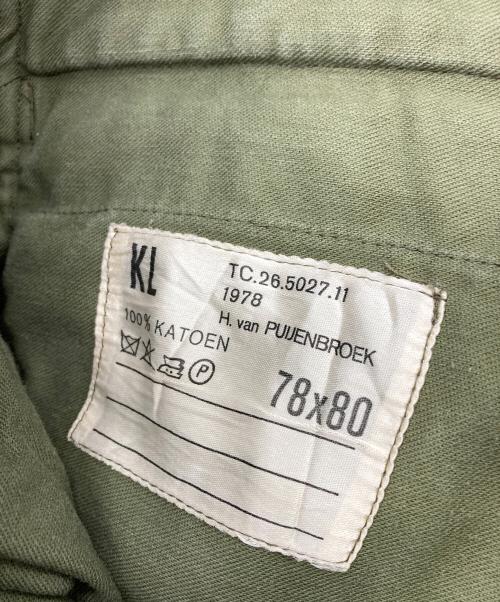 KL
TC.26.5027.11
1978
H. van PUIJENBROEK
100% KATOEN
P
78x80